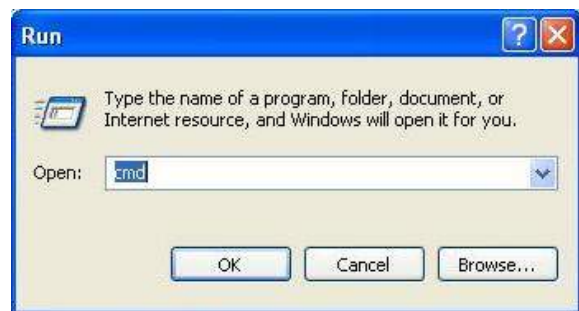 Run
Type the name of a program, folder, document, or
Internet resource, and Windows will open it for you.
Open: cmd
OK Cancel Browse...